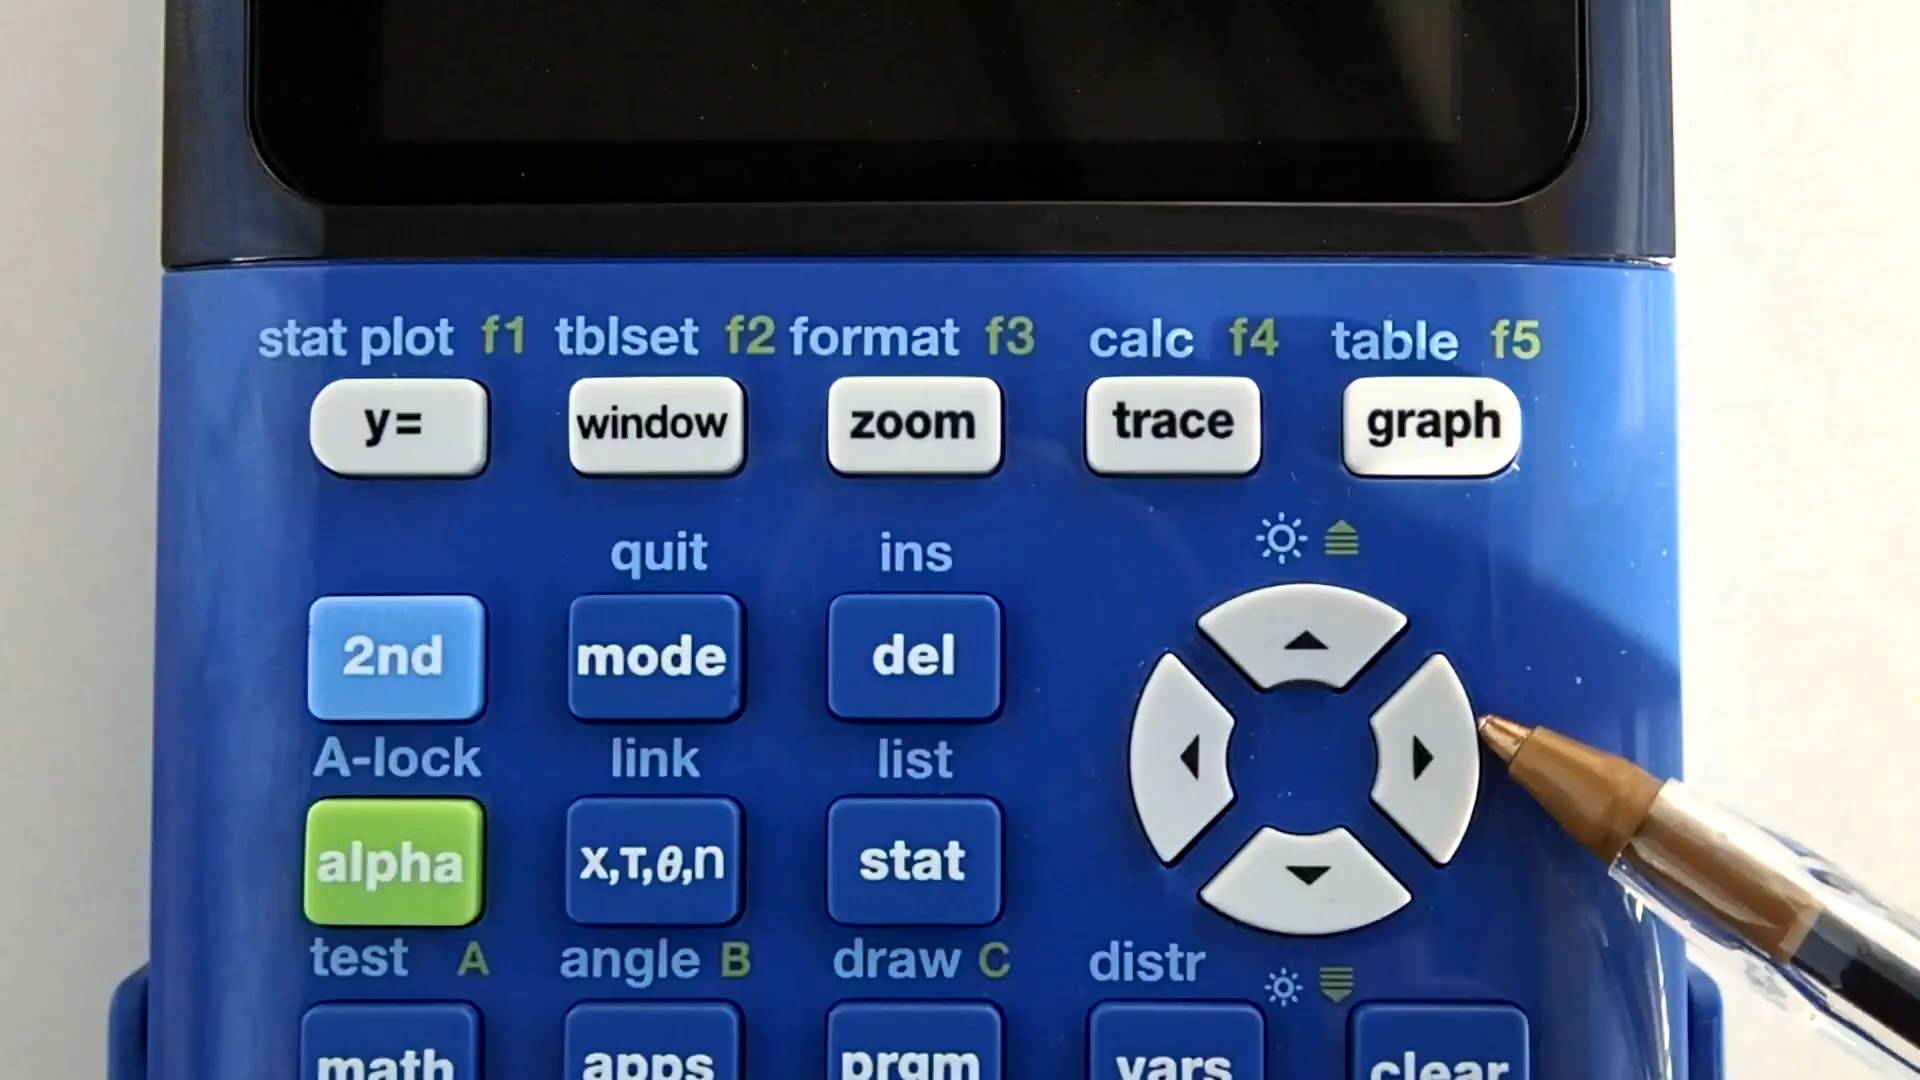 stat plot f1 tblset f2 format f3 calc f4 table f5
y= window zoom trace graph
quit ins
2nd mode del
A-lock link list
alpha X,T,θ,n stat
test A angle B draw C distr
math apps prgm vars clear